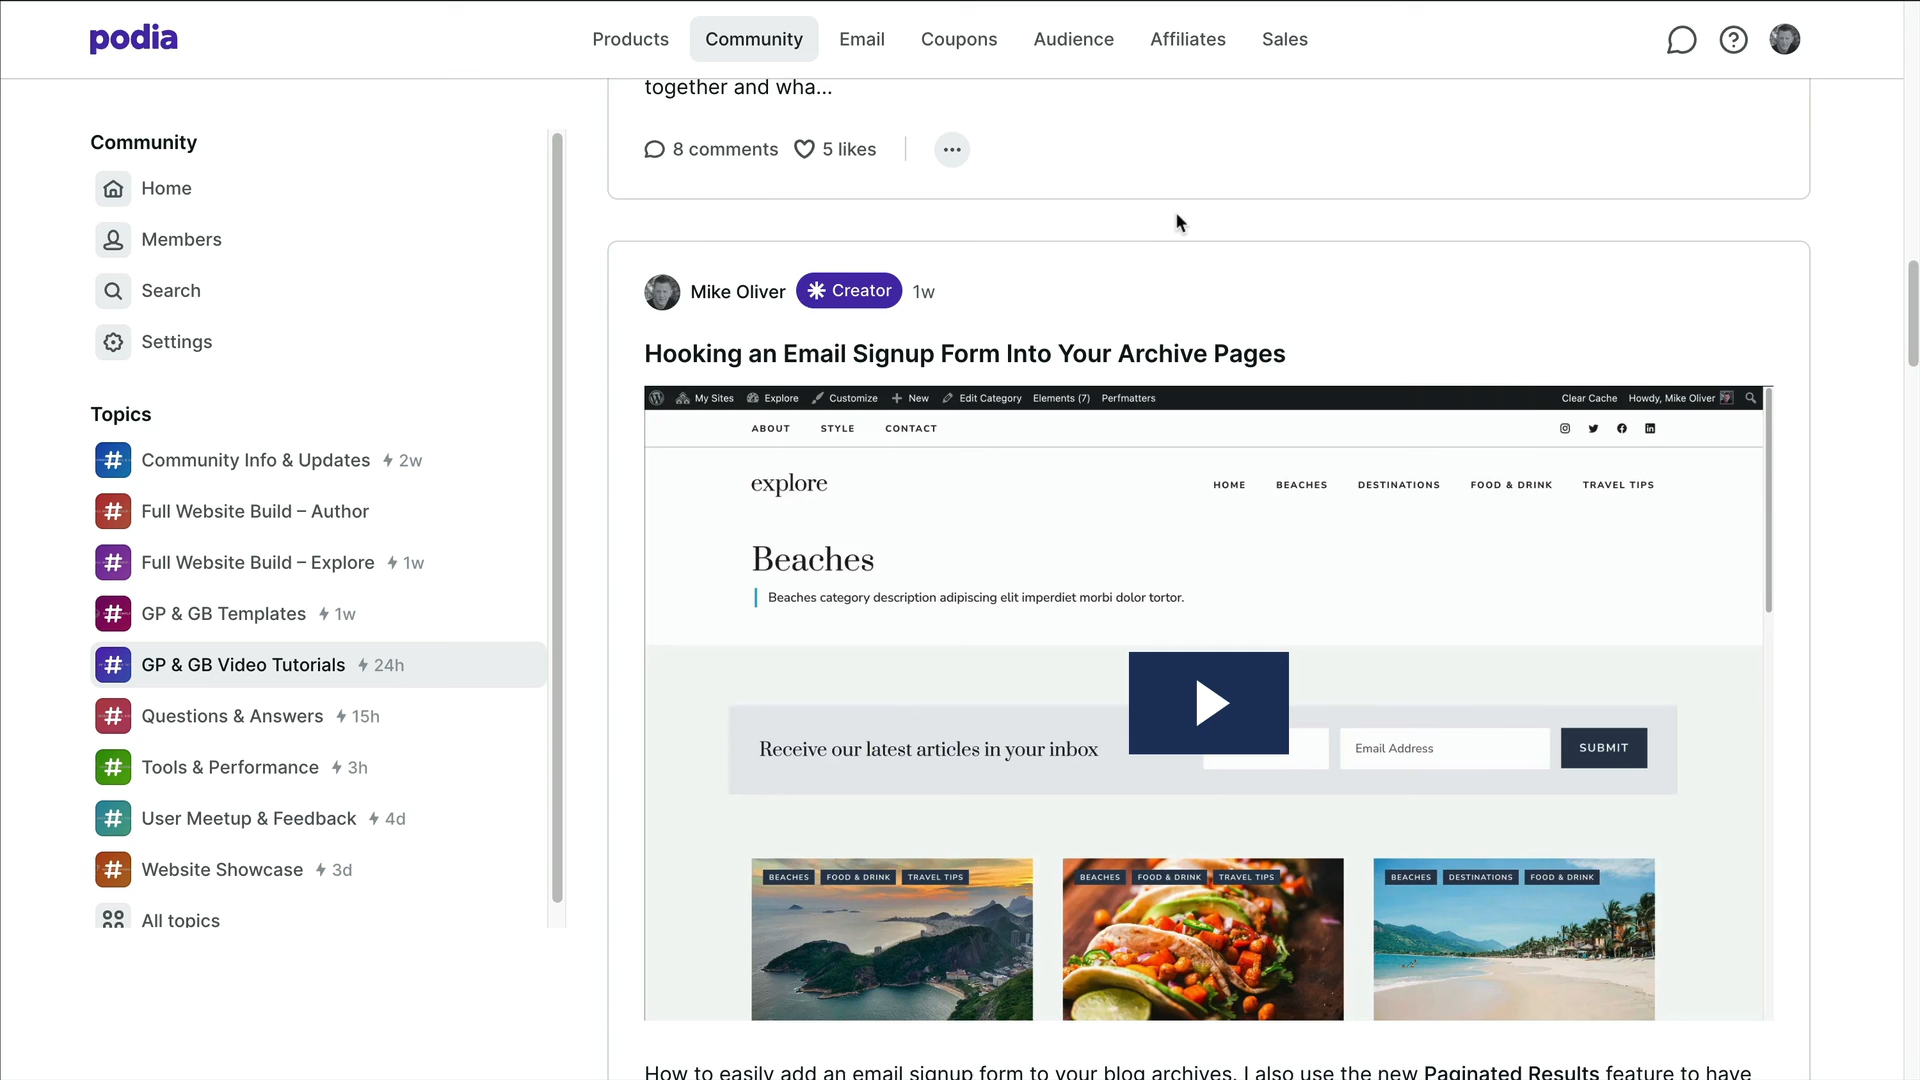 podia
Products
Community
Email
Coupons
Audience
Affiliates
Sales
Community
Home
Members
Search
Settings
Topics
# Community Info & Updates 2w
# Full Website Build – Author
# Full Website Build – Explore 1w
# GP & GB Templates 1w
# GP & GB Video Tutorials 24h
# Questions & Answers 15h
# Tools & Performance 3h
# User Meetup & Feedback 4d
# Website Showcase 3d
All topics
together and wha...
8 comments 5 likes
Mike Oliver Creator 1w
Hooking an Email Signup Form Into Your Archive Pages
My Sites Explore Customize New Edit Category Elements (7) Perfmatters Clear Cache Howdy, Mike Oliver
ABOUT STYLE CONTACT
explore HOME BEACHES DESTINATIONS FOOD & DRINK TRAVEL TIPS
Beaches
Beaches category description adipiscing elit imperdiet morbi dolor tortor.
Receive our latest articles in your inbox Email Address SUBMIT
BEACHES FOOD & DRINK TRAVEL TIPS
BEACHES FOOD & DRINK TRAVEL TIPS
BEACHES DESTINATIONS FOOD & DRINK
How to easily add an email signup form to your blog archives. I also use the new Paginated Results feature to have